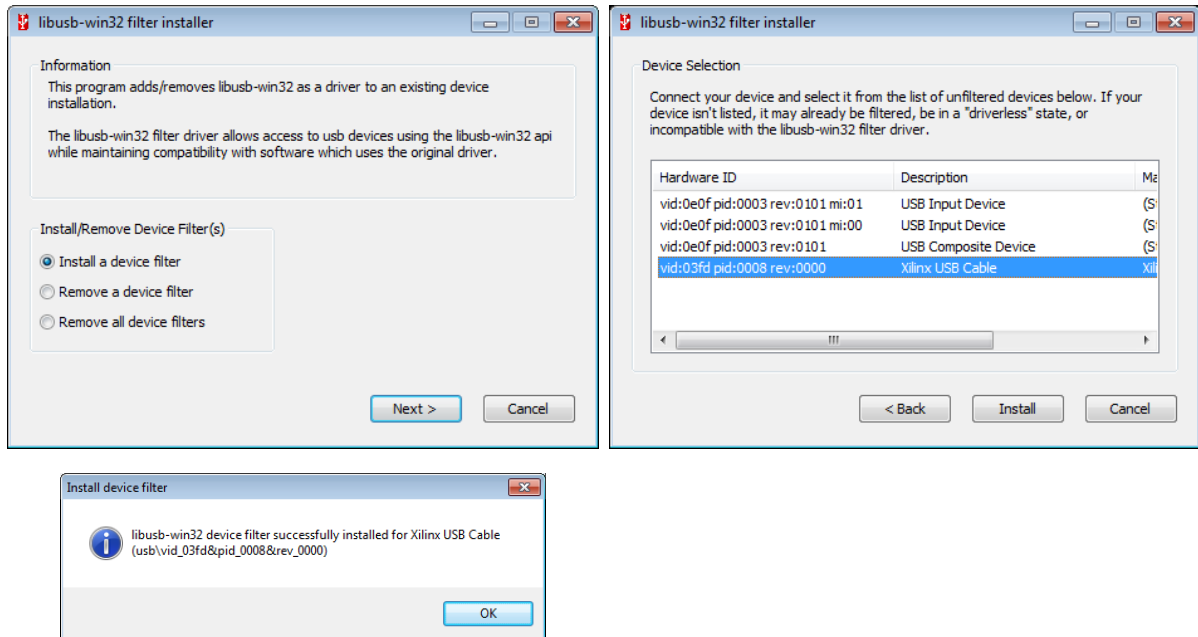 libusb-win32 filter installer
Information
This program adds/removes libusb-win32 as a driver to an existing device
installation.
The libusb-win32 filter driver allows access to usb devices using the libusb-win32 api
while maintaining compatibility with software which uses the original driver.
Install/Remove Device Filter(s)
Install a device filter
Remove a device filter
Remove all device filters
Next >
Cancel
libusb-win32 filter installer
Device Selection
Connect your device and select it from the list of unfiltered devices below. If your
device isn't listed, it may already be filtered, be in a "driverless" state, or
incompatible with the libusb-win32 filter driver.
Hardware ID Description Ma
vid:0e0f pid:0003 rev:0101 mi:01 USB Input Device (S
vid:0e0f pid:0003 rev:0101 mi:00 USB Input Device (S
vid:0e0f pid:0003 rev:0101 USB Composite Device (S
vid:03fd pid:0008 rev:0000 Xilinx USB Cable Xili
< Back
Install
Cancel
Install device filter
libusb-win32 device filter successfully installed for Xilinx USB Cable
(usb\vid_03fd&pid_0008&rev_0000)
OK